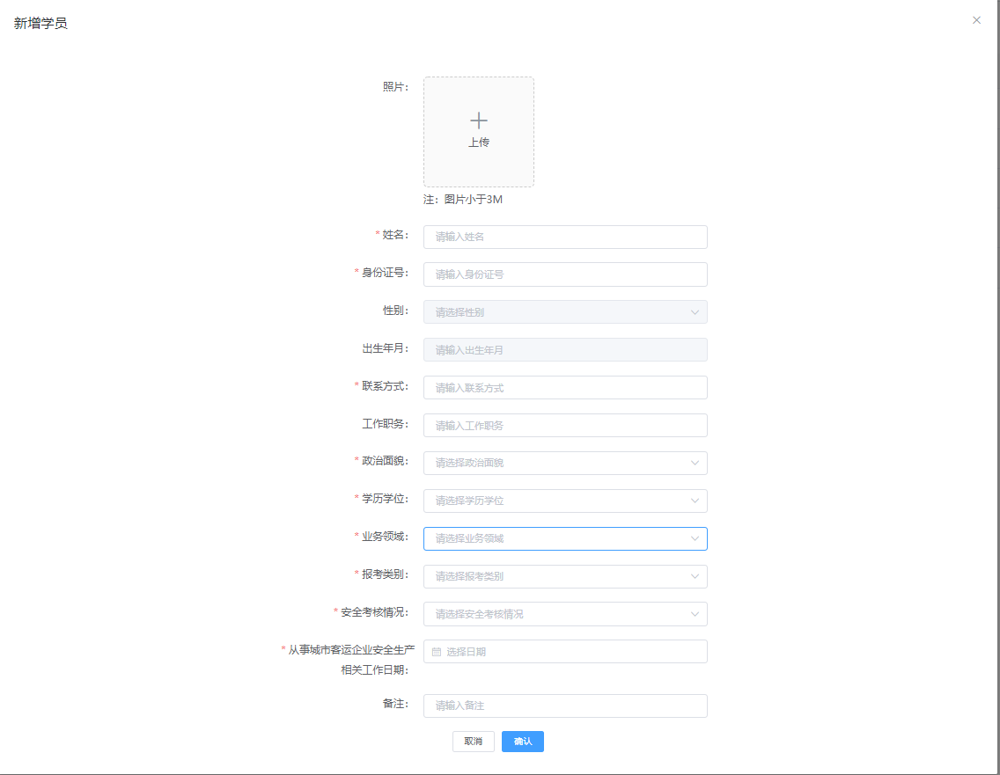 新增学员
照片：
上传
注：图片小于3M
* 姓名：
请输入姓名
* 身份证号：
请输入身份证号
性别：
请选择性别
出生年月：
请输入出生年月
* 联系方式：
请输入联系方式
工作职务：
请输入工作职务
* 政治面貌：
请选择政治面貌
* 学历学位：
请选择学历学位
* 业务领域：
请选择业务领域
* 报考类别：
请选择报考类别
* 安全考核情况：
请选择安全考核情况
* 从事城市客运企业安全生产
相关工作日期：
选择日期
备注：
请输入备注
取消
确认